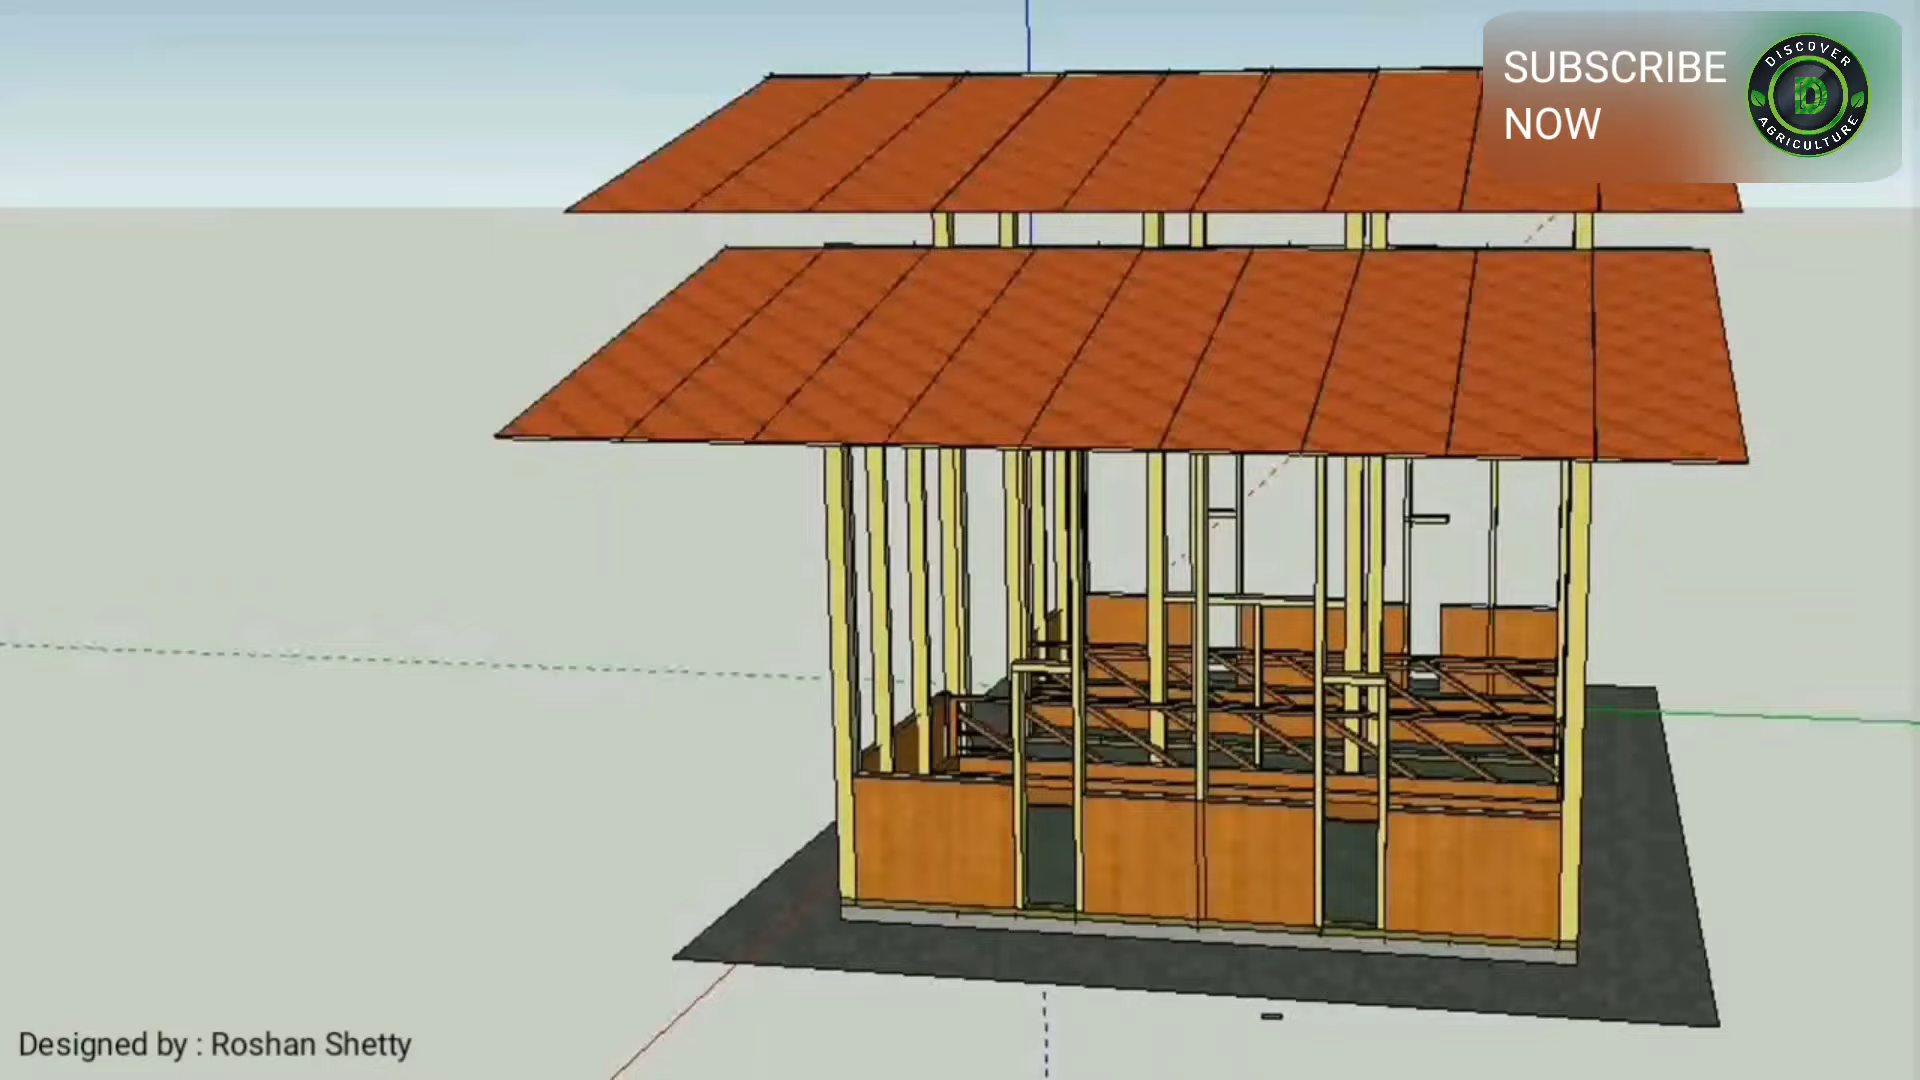 SUBSCRIBE
NOW
DISCOVER
D
AGRICULTURE
Designed by : Roshan Shetty